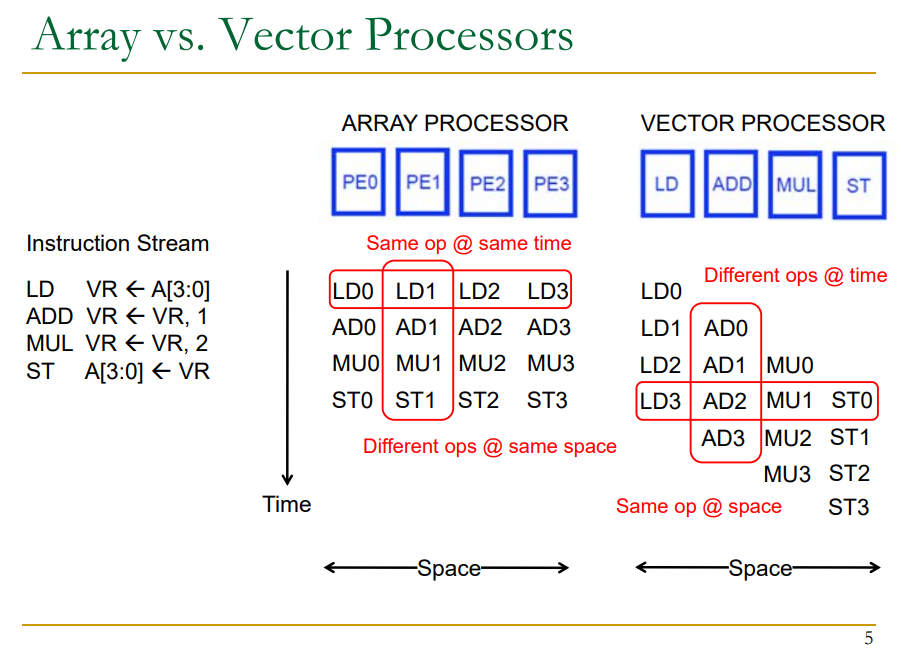 Array vs. Vector Processors
ARRAY PROCESSOR
VECTOR PROCESSOR
PE0 PE1 PE2 PE3
LD ADD MUL ST
Instruction Stream
LD VR ← A[3:0]
ADD VR ← VR, 1
MUL VR ← VR, 2
ST A[3:0] ← VR
Time
Same op @ same time
LD0 LD1 LD2 LD3
AD0 AD1 AD2 AD3
MU0 MU1 MU2 MU3
ST0 ST1 ST2 ST3
Different ops @ same space
Space
Different ops @ time
LD0
LD1 AD0
LD2 AD1 MU0
LD3 AD2 MU1 ST0
AD3 MU2 ST1
MU3 ST2
Same op @ space
ST3
Space
5